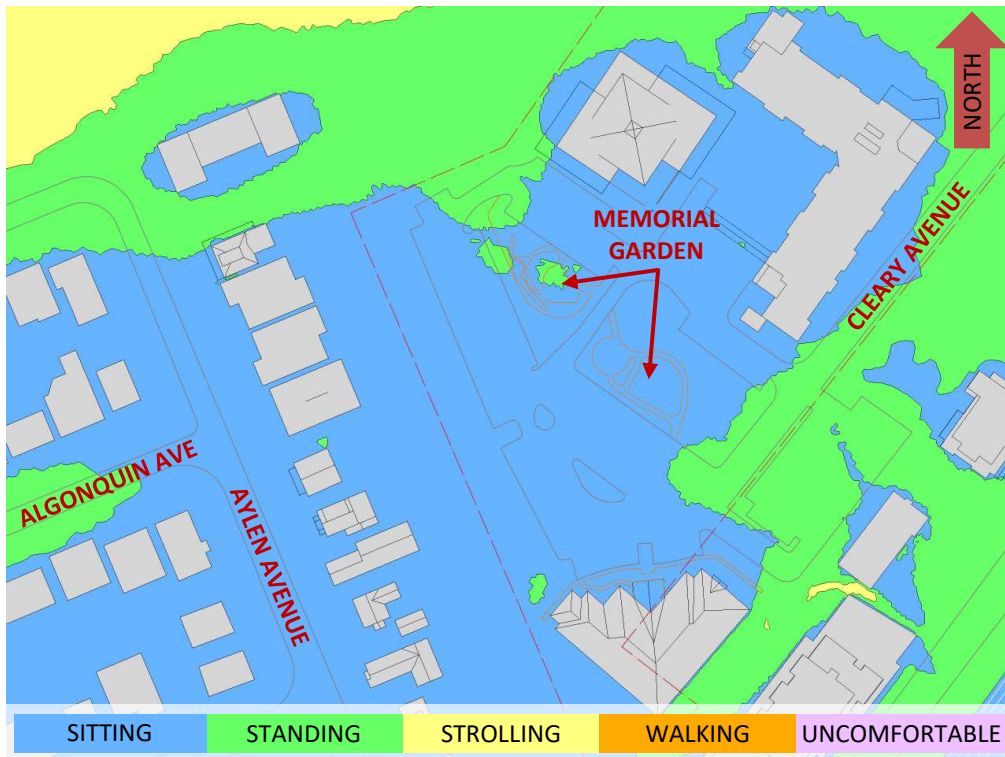 NORTH
MEMORIAL
GARDEN
CLEARY AVENUE
ALGONQUIN AVE
AYLEN AVENUE
SITTING
STANDING
STROLLING
WALKING
UNCOMFORTABLE